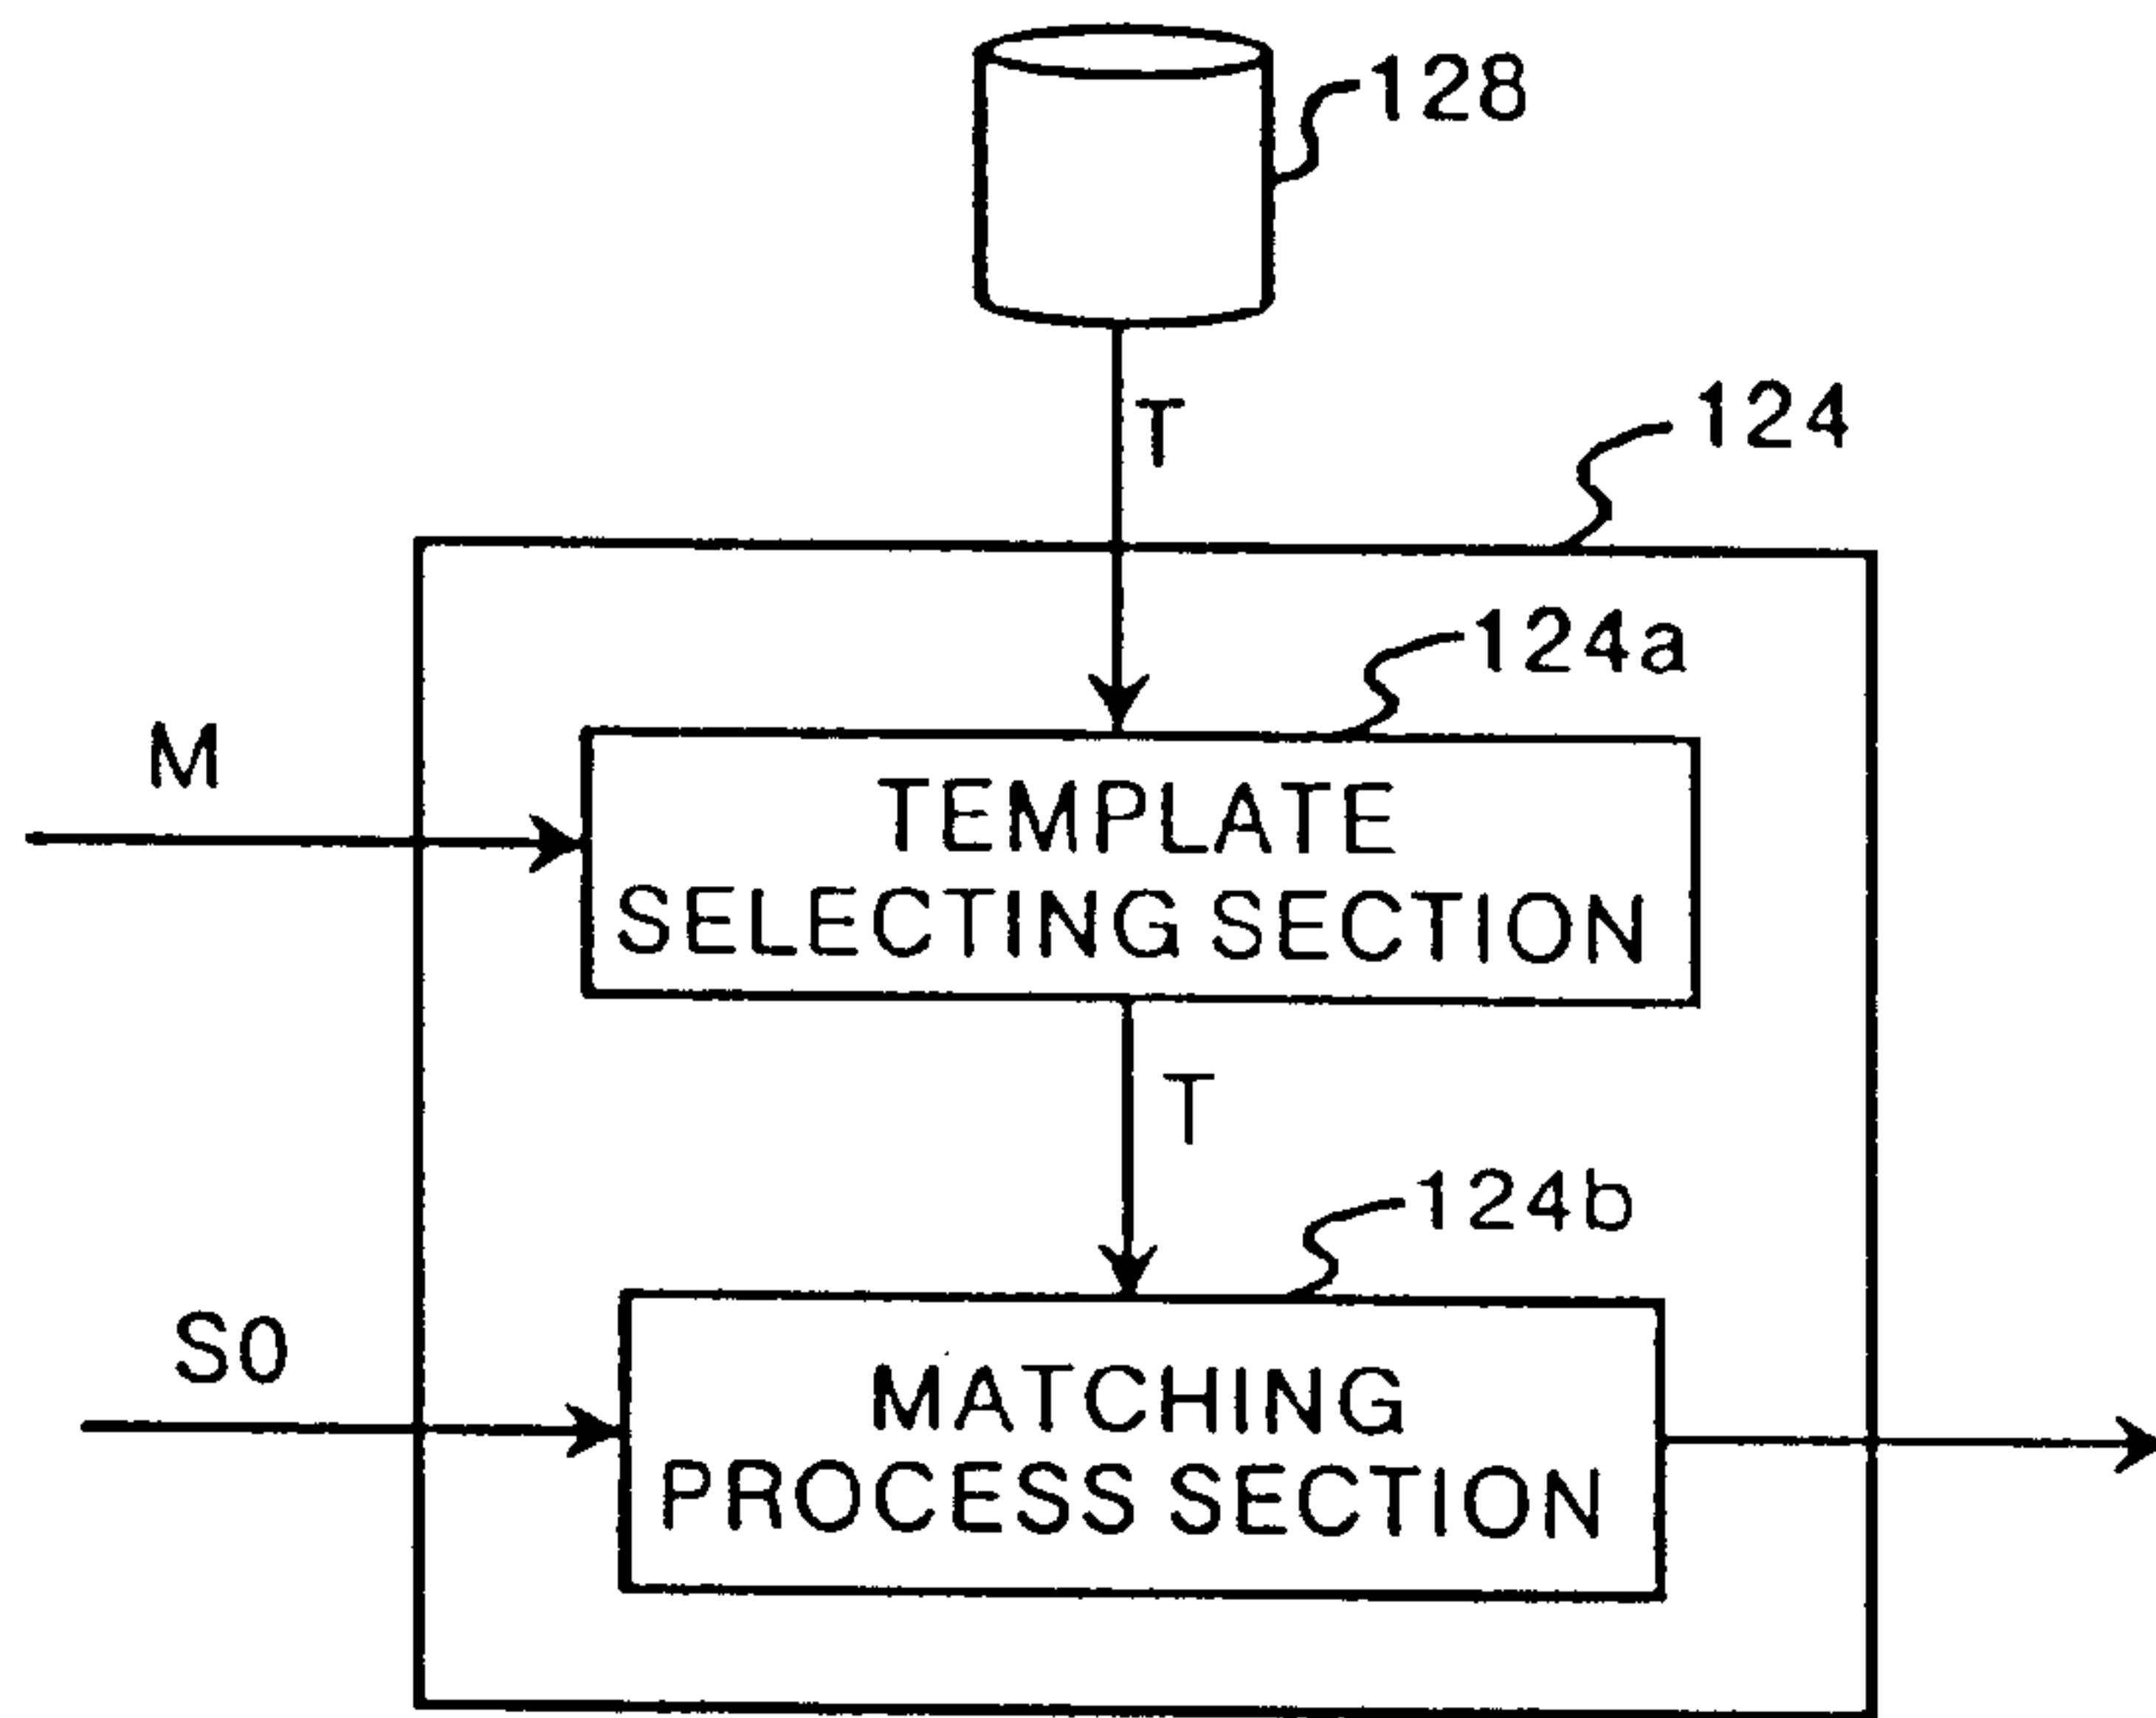 128
T
124
124a
M
TEMPLATE
SELECTING SECTION
T
124b
S0
MATCHING
PROCESS SECTION